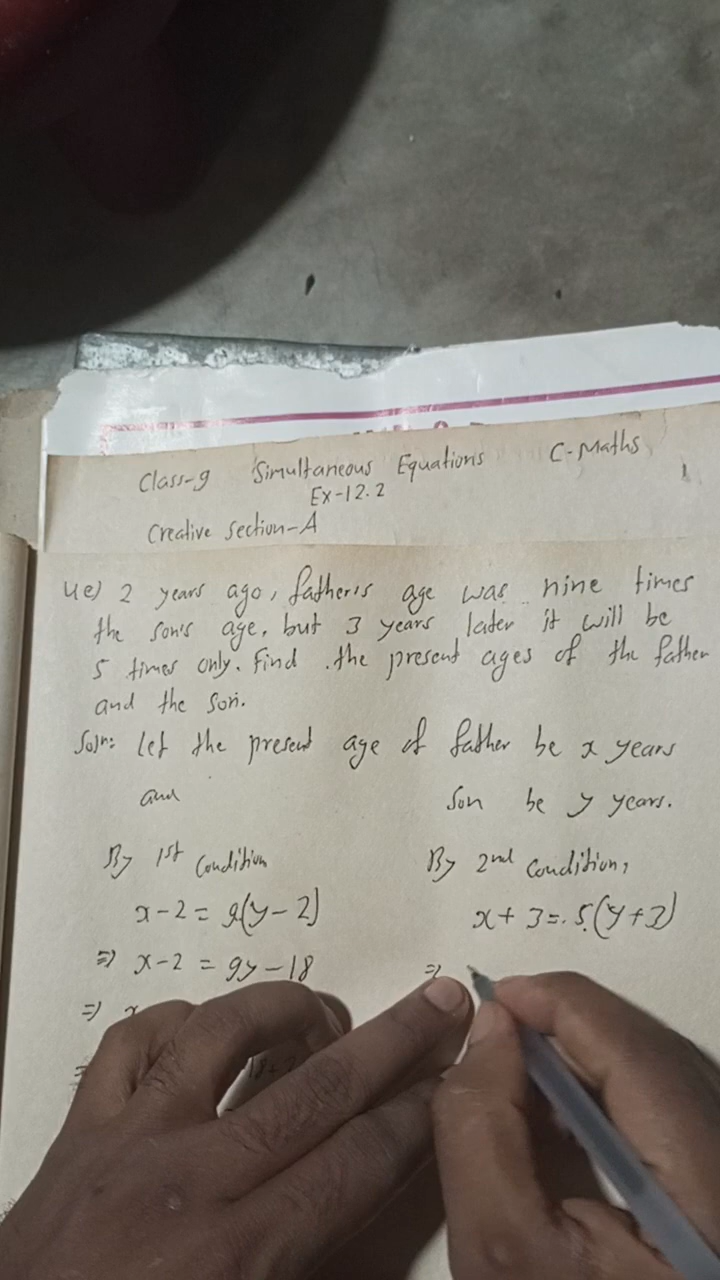 Class-9 Simultaneous Equations C-Maths
Ex-12.2
Creative section-A
4e) 2 years ago, father's age was nine times
the son's age, but 3 years later it will be
5 times only. Find the present ages of the father
and the son.
Soln: let the present age of father be x years
and son be y years.
By 1st condition
x-2 = 9(y-2)
⇒ x-2 = 9y-18
⇒ x
By 2nd condition,
x+3 = 5(y+3)
⇒